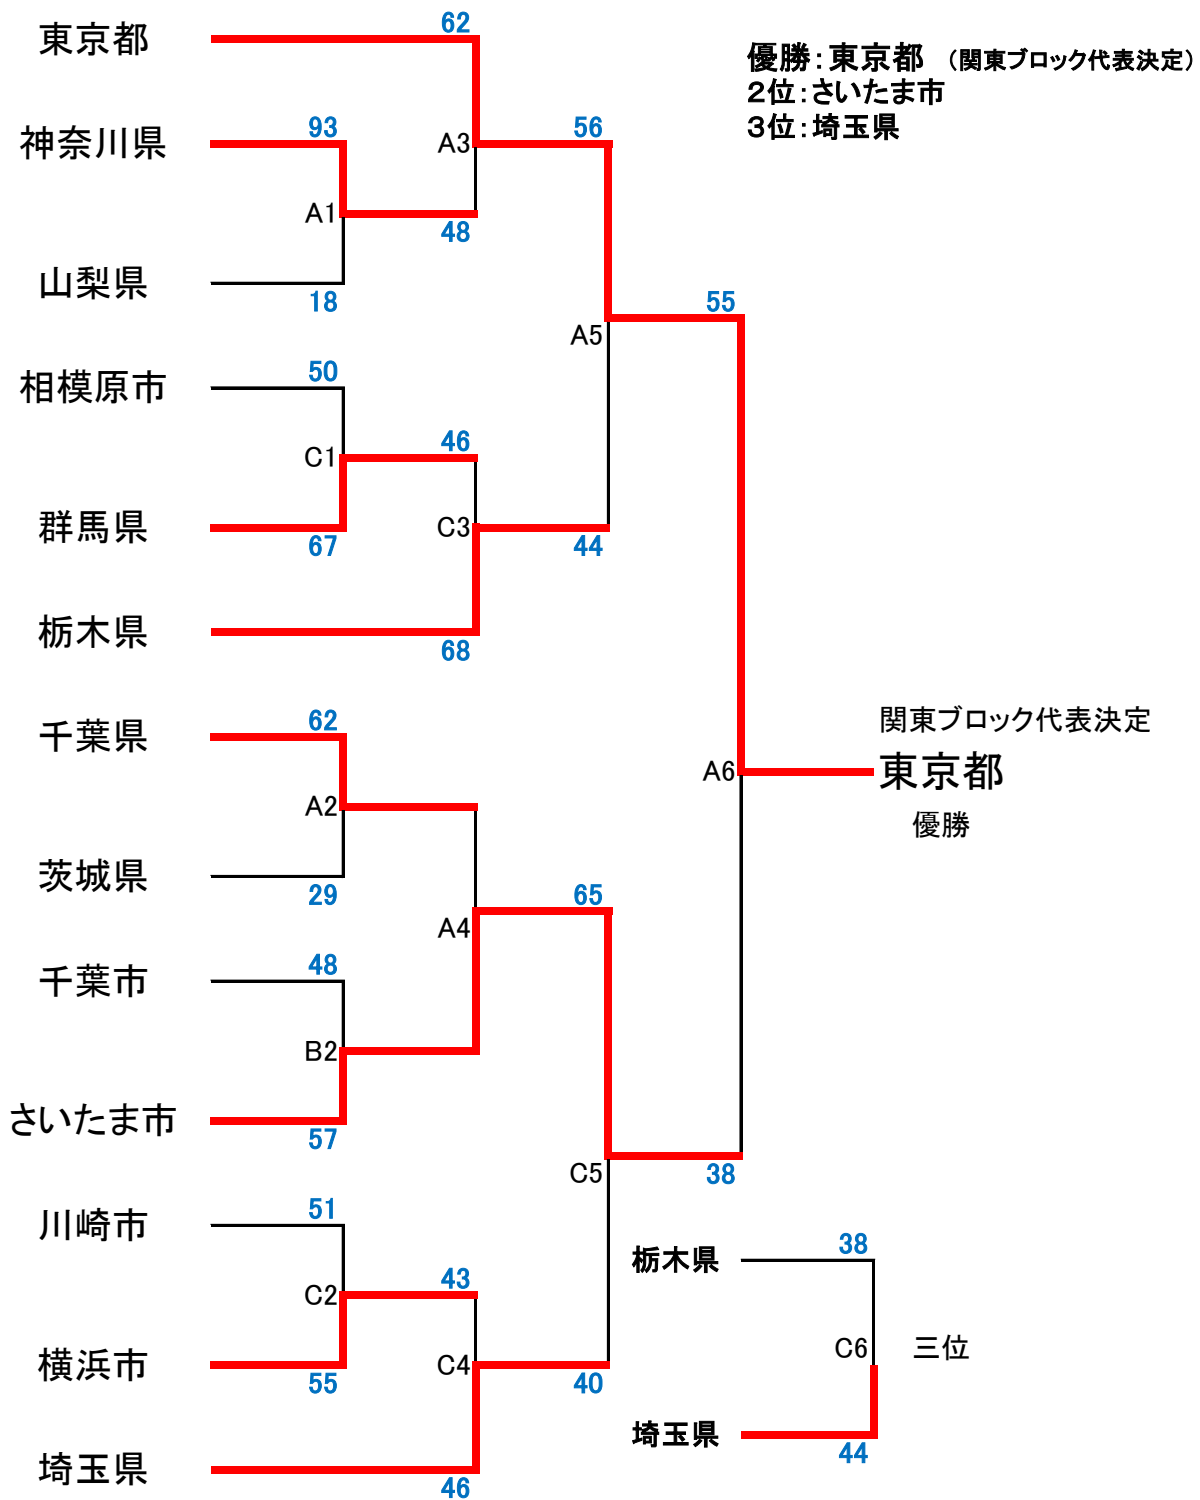 優勝：東京都 （関東ブロック代表決定）
２位：さいたま市
３位：埼玉県
東京都
62
神奈川県
93
A3
56
A1
48
山梨県
18
55
A5
相模原市
50
C1
46
群馬県
67
C3
44
栃木県
68
千葉県
62
関東ブロック代表決定
A6
東京都
A2
優勝
茨城県
29
65
A4
千葉市
48
B2
さいたま市
57
C5
38
川崎市
51
栃木県
38
C2
43
C6
三位
横浜市
55
C4
40
埼玉県
44
埼玉県
46